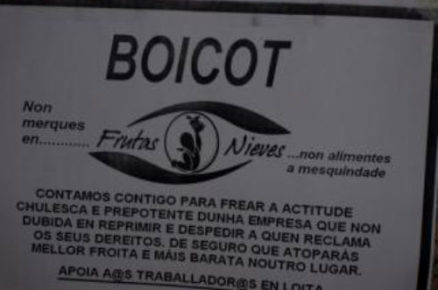 BOICOT
Non
merques
en............ Frutas Nieves ...non alimentes
a mesquindade
CONTAMOS CONTIGO PARA FREAR A ACTITUDE
CHULESCA E PREPOTENTE DUNHA EMPRESA QUE NON
DUBIDA EN REPRIMIR E DESPEDIR A QUEN RECLAMA
OS SEUS DEREITOS. DE SEGURO QUE ATOPARÁS
MELLOR FROITA E MÁIS BARATA NOUTRO LUGAR.
APOIA A@S TRABALLADOR@S EN LOITA